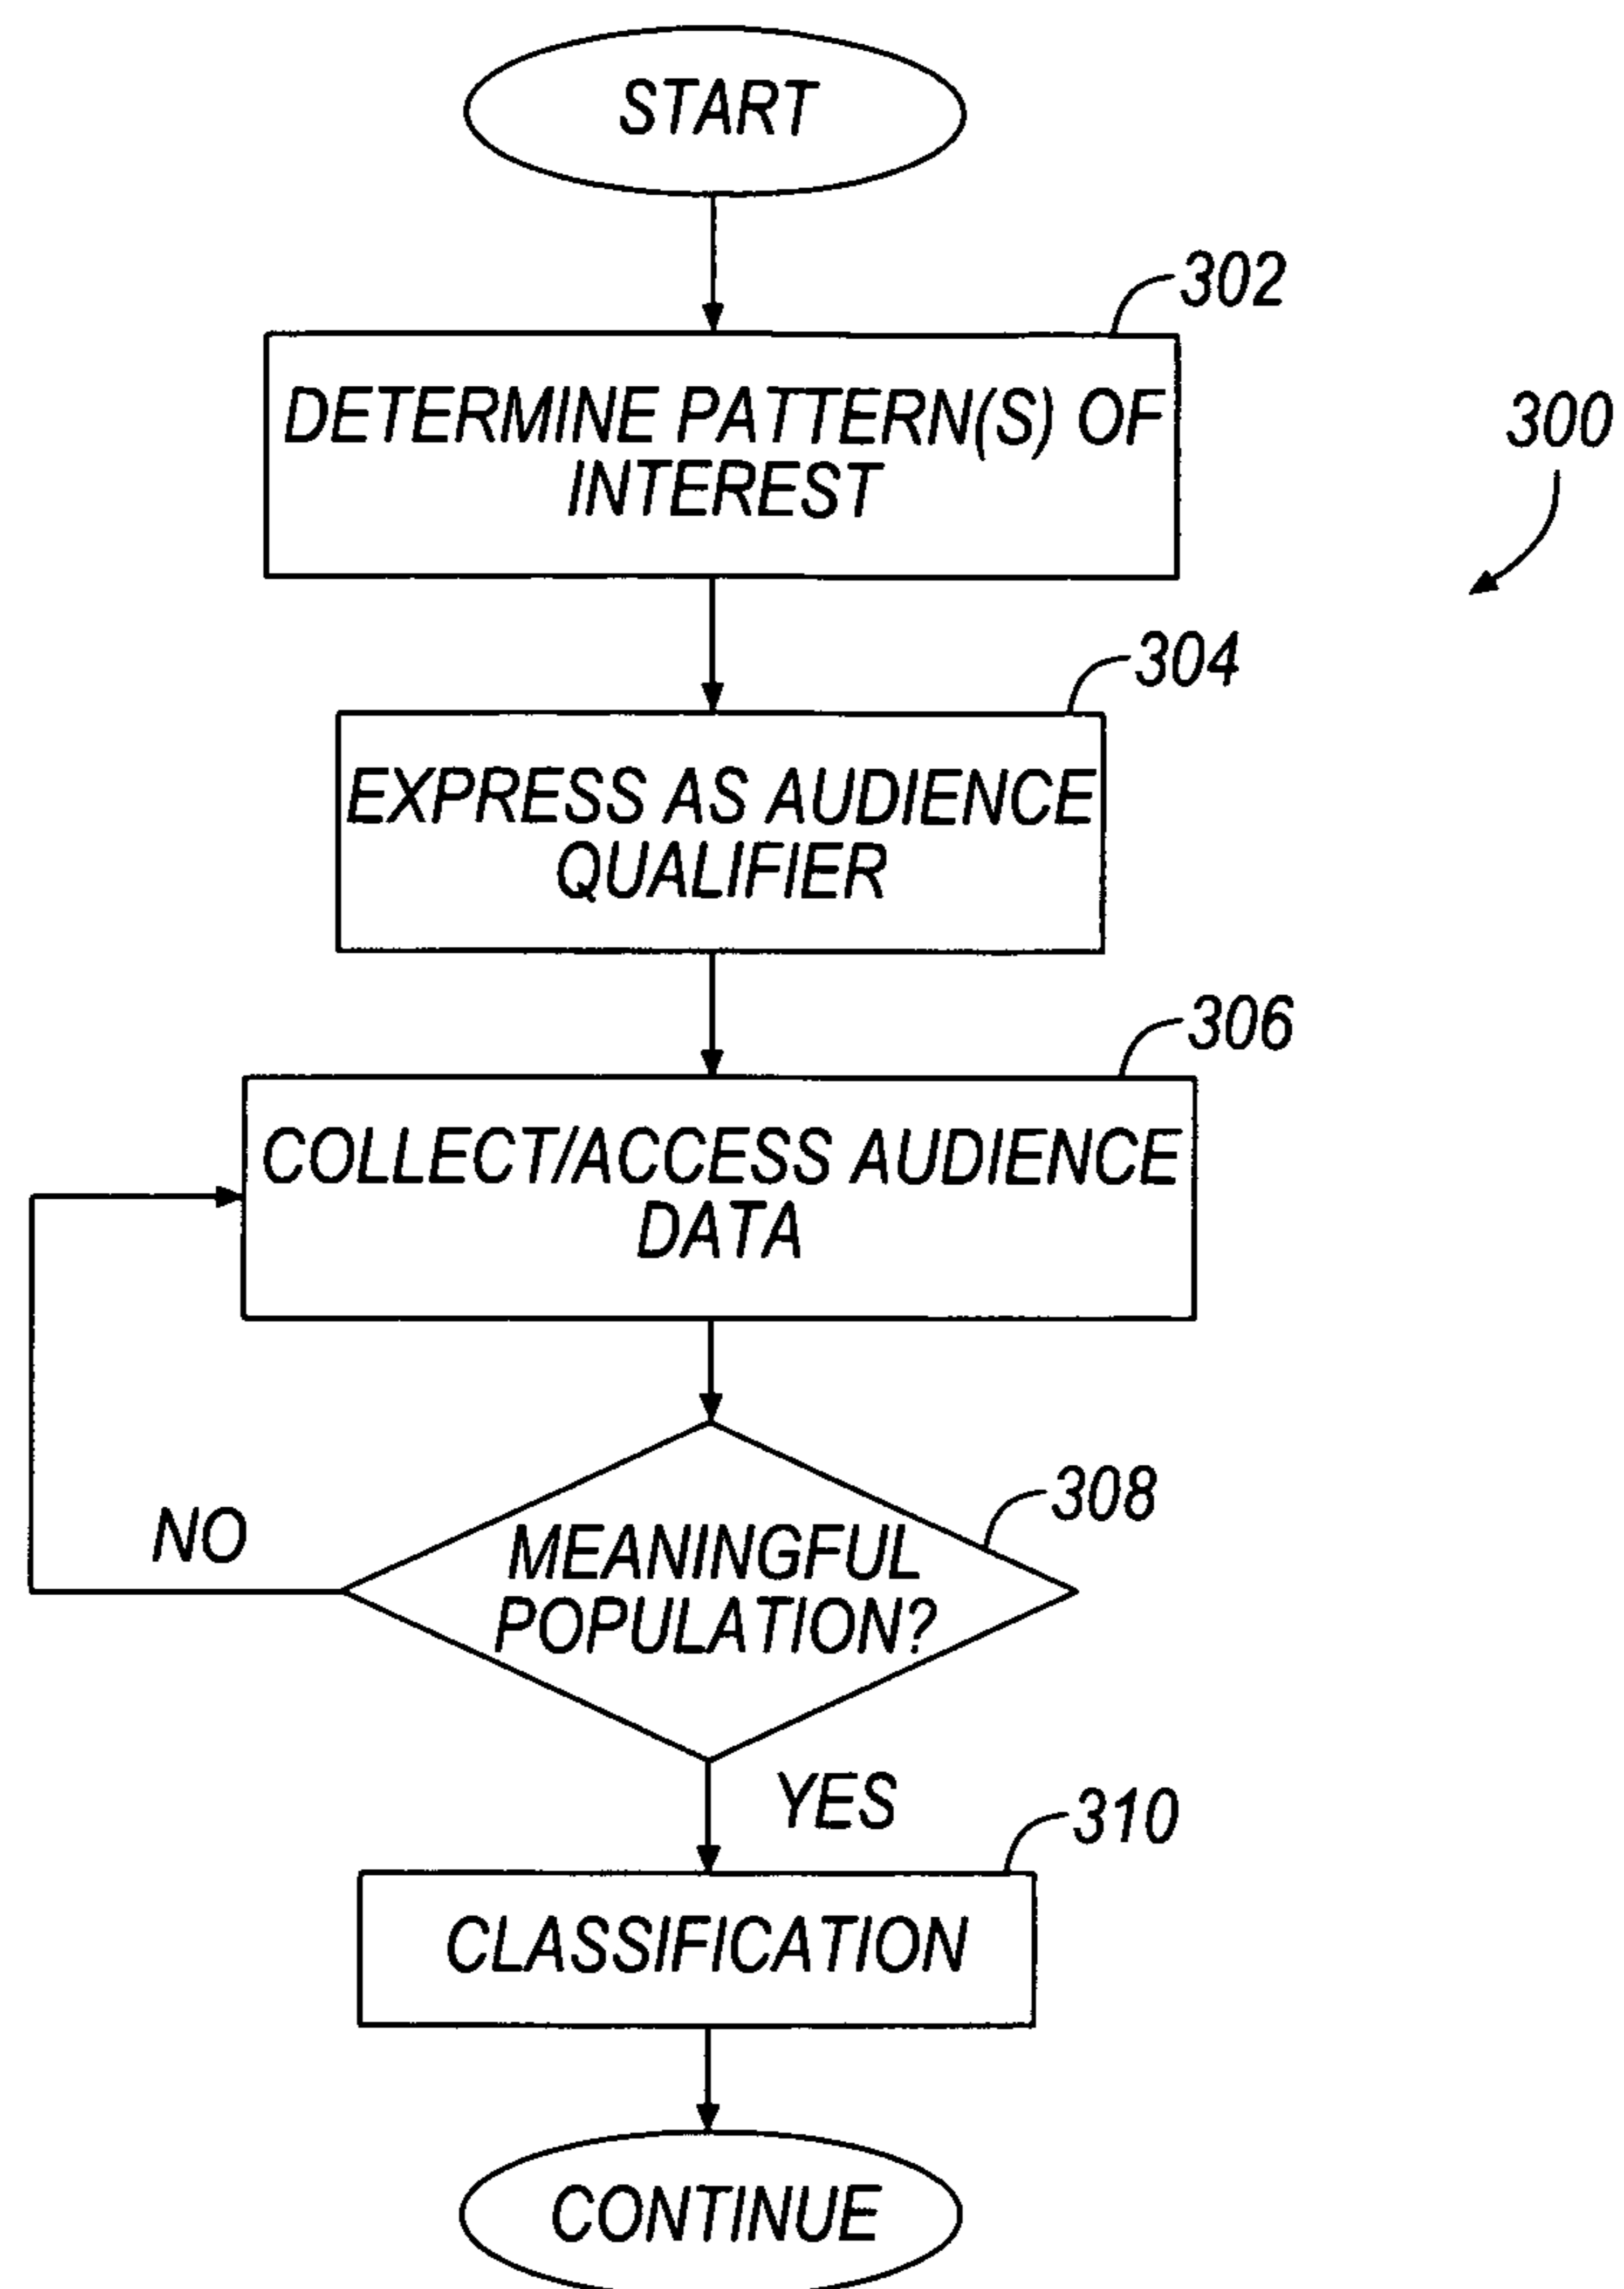 START
302
DETERMINE PATTERN(S) OF
INTEREST
300
304
EXPRESS AS AUDIENCE
QUALIFIER
306
COLLECT/ACCESS AUDIENCE
DATA
308
NO
MEANINGFUL
POPULATION?
YES
310
CLASSIFICATION
CONTINUE